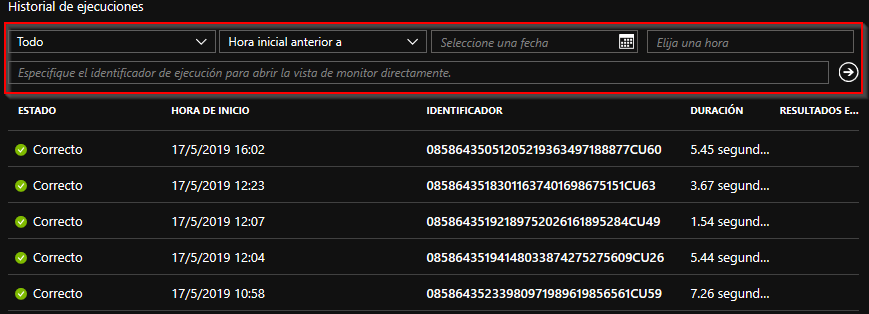 Historial de ejecuciones
Todo Hora inicial anterior a Seleccione una fecha Elija una hora
Especifique el identificador de ejecución para abrir la vista de monitor directamente.
ESTADO HORA DE INICIO IDENTIFICADOR DURACIÓN RESULTADOS E...
Correcto 17/5/2019 16:02 08586435051205219363497188877CU60 5.45 segund...
Correcto 17/5/2019 12:23 08586435183011637401698675151CU63 3.67 segund...
Correcto 17/5/2019 12:07 08586435192189752026161895284CU49 1.54 segund...
Correcto 17/5/2019 12:04 08586435194148033874275275609CU26 5.44 segund...
Correcto 17/5/2019 10:58 08586435233980971989619856561CU59 7.26 segund...